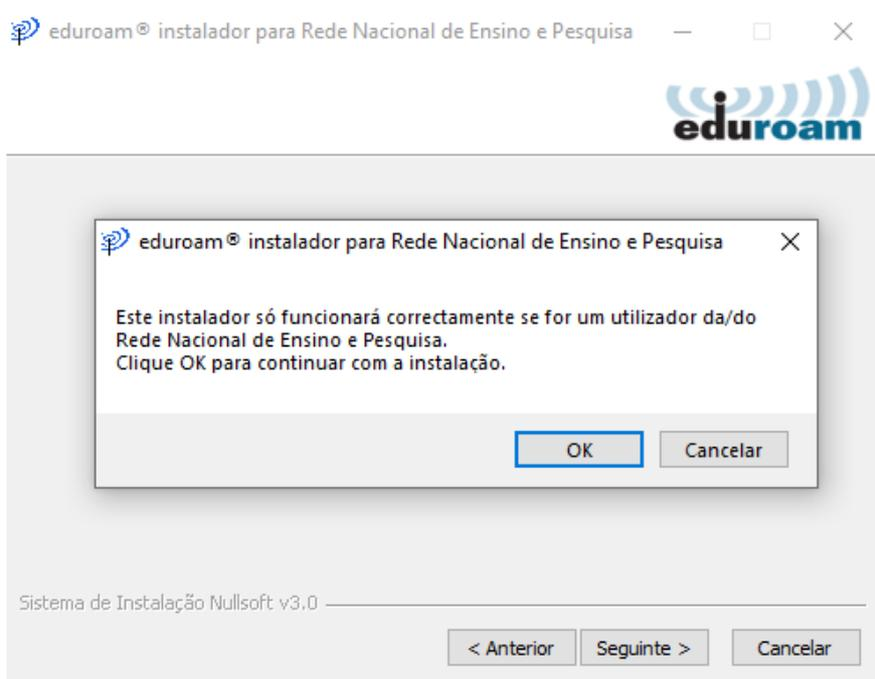 eduroam® instalador para Rede Nacional de Ensino e Pesquisa
eduroam
eduroam® instalador para Rede Nacional de Ensino e Pesquisa
Este instalador só funcionará correctamente se for um utilizador da/do
Rede Nacional de Ensino e Pesquisa.
Clique OK para continuar com a instalação.
OK Cancelar
Sistema de Instalação Nullsoft v3.0
< Anterior Seguinte > Cancelar